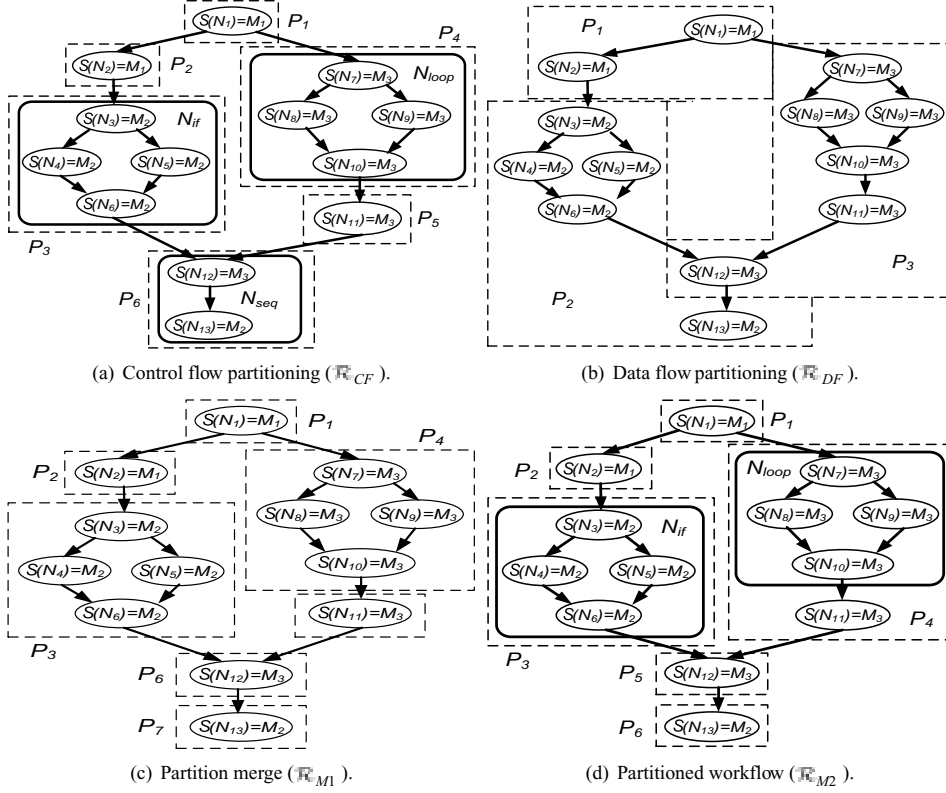 S(N1)=M1 P1
P4
S(N2)=M1 P2
S(N7)=M3 Nloop
S(N3)=M2 Nif
S(N8)=M3 S(N9)=M3
S(N4)=M2 S(N5)=M2
S(N10)=M3
S(N6)=M2
S(N11)=M3 P5
P3
S(N12)=M3
P6 Nseq
S(N13)=M2
(a) Control flow partitioning (ℝCF).
P1 S(N1)=M1
S(N2)=M1 S(N7)=M3
S(N3)=M2 S(N8)=M3 S(N9)=M3
S(N4)=M2 S(N5)=M2 S(N10)=M3
S(N6)=M2 S(N11)=M3
P3
S(N12)=M3
P2
S(N13)=M2
(b) Data flow partitioning (ℝDF).
S(N1)=M1 P1
P4
P2 S(N2)=M1 S(N7)=M3
S(N3)=M2 S(N8)=M3 S(N9)=M3
S(N4)=M2 S(N5)=M2 S(N10)=M3
S(N6)=M2 S(N11)=M3
P3
P6 S(N12)=M3
P7 S(N13)=M2
(c) Partition merge (ℝM1).
S(N1)=M1 P1
P2 S(N2)=M1 Nloop S(N7)=M3
S(N3)=M2 Nif S(N8)=M3 S(N9)=M3
S(N4)=M2 S(N5)=M2 S(N10)=M3
S(N6)=M2 S(N11)=M3
P4
P3
P5 S(N12)=M3
P6 S(N13)=M2
(d) Partitioned workflow (ℝM2).